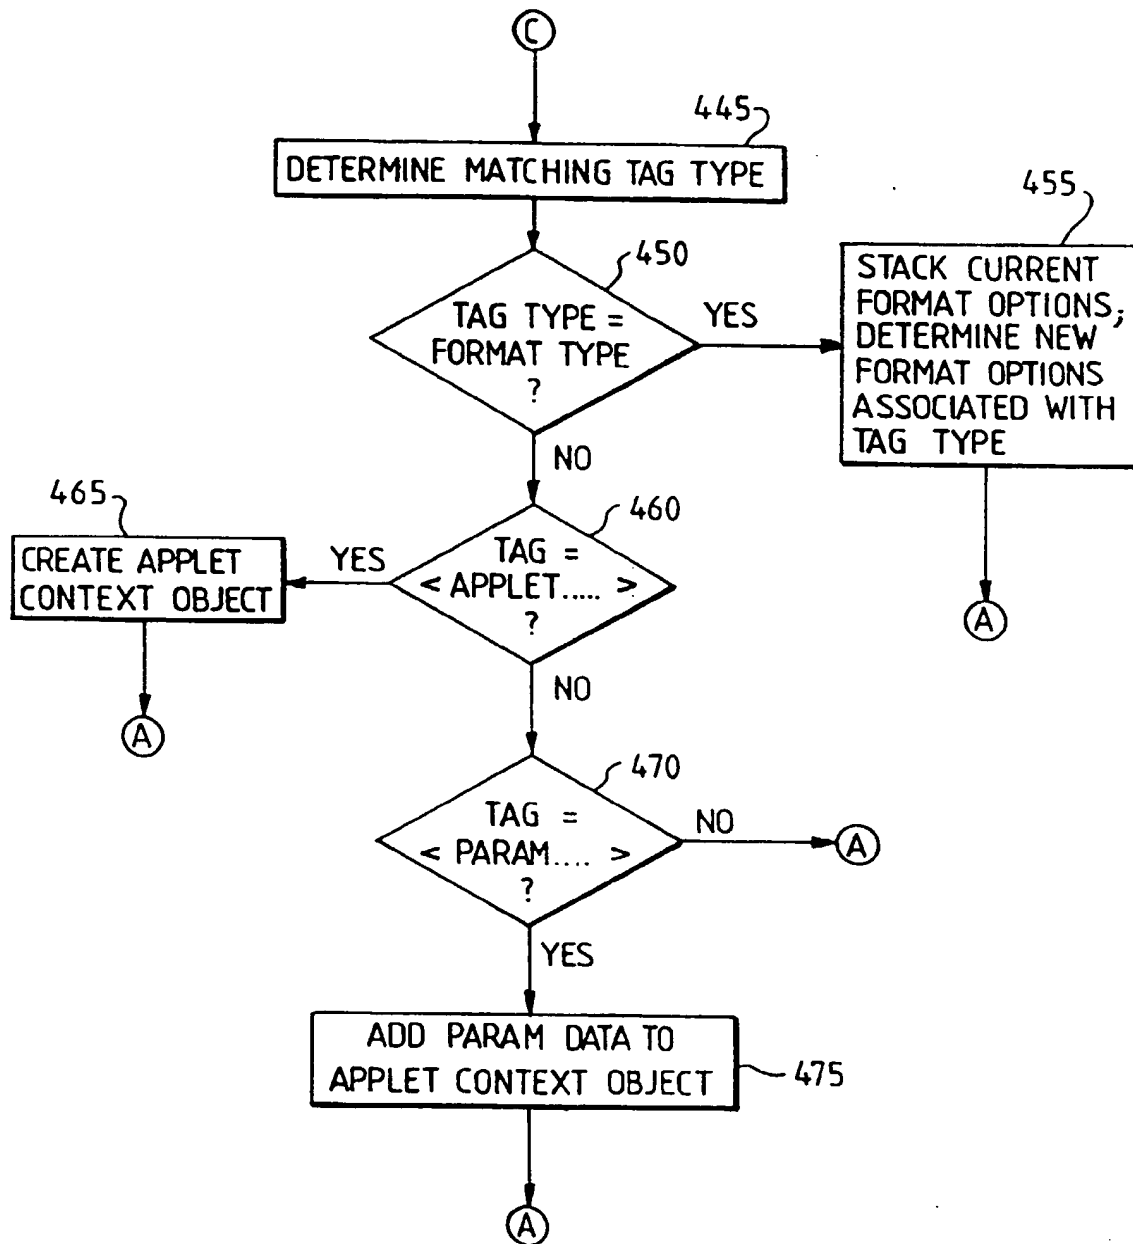 C
445
DETERMINE MATCHING TAG TYPE
450
TAG TYPE =
FORMAT TYPE
?
YES
455
STACK CURRENT
FORMAT OPTIONS;
DETERMINE NEW
FORMAT OPTIONS
ASSOCIATED WITH
TAG TYPE
A
NO
460
TAG =
< APPLET..... >
?
YES
465
CREATE APPLET
CONTEXT OBJECT
A
NO
470
TAG =
< PARAM.... >
?
NO
A
YES
ADD PARAM DATA TO
APPLET CONTEXT OBJECT
475
A